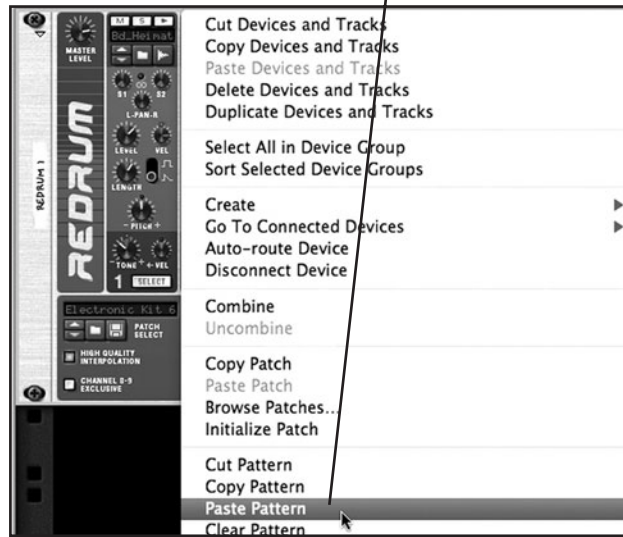 MASTER
LEVEL
M S
Bd_Heimat
S1 S2
L-PAN-R
LEVEL VEL
LENGTH
- PITCH +
- TONE + +- VEL
1 SELECT
REDRUM
REDRUM 1
Electronic Kit 6
PATCH
SELECT
HIGH QUALITY
INTERPOLATION
CHANNEL 8-9
EXCLUSIVE
Cut Devices and Tracks
Copy Devices and Tracks
Paste Devices and Tracks
Delete Devices and Tracks
Duplicate Devices and Tracks
Select All in Device Group
Sort Selected Device Groups
Create
Go To Connected Devices
Auto-route Device
Disconnect Device
Combine
Uncombine
Copy Patch
Paste Patch
Browse Patches...
Initialize Patch
Cut Pattern
Copy Pattern
Paste Pattern
Clear Pattern